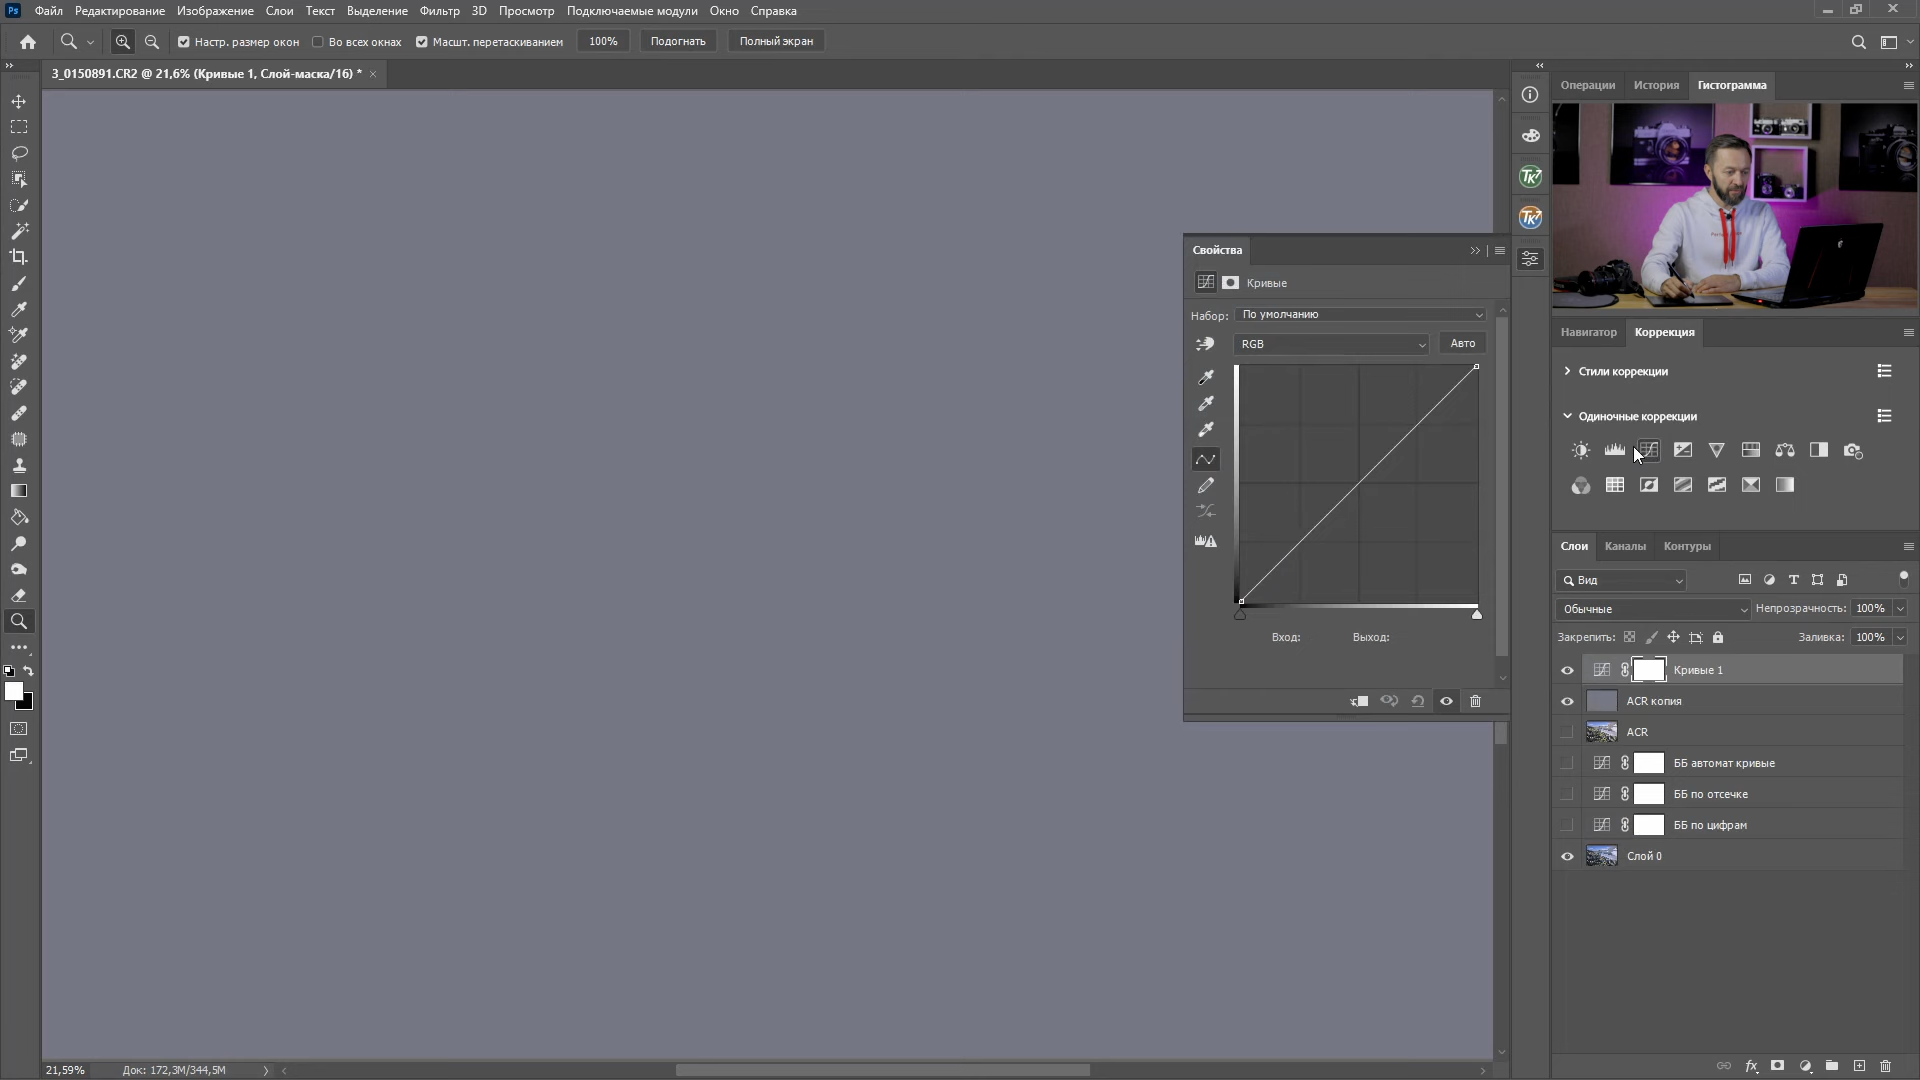 Ps Файл Редактирование Изображение Слои Текст Выделение Фильтр 3D Просмотр Подключаемые модули Окно Справка
Настр. размер окон Во всех окнах Масшт. перетаскиванием 100% Подогнать Полный экран
3_0150891.CR2 @ 21,6% (Кривые 1, Слой-маска/16) *
Операции История Гистограмма
TK7
TK7
Свойства
Кривые
Набор: По умолчанию
RGB Авто
Вход: Выход:
Навигатор Коррекция
Стили коррекции
Одиночные коррекции
Слои Каналы Контуры
Вид
Обычные Непрозрачность: 100%
Закрепить: Заливка: 100%
Кривые 1
ACR копия
ACR
ББ автомат кривые
ББ по отсечке
ББ по цифрам
Слой 0
fx
21,59% Док: 172,3M/344,5M